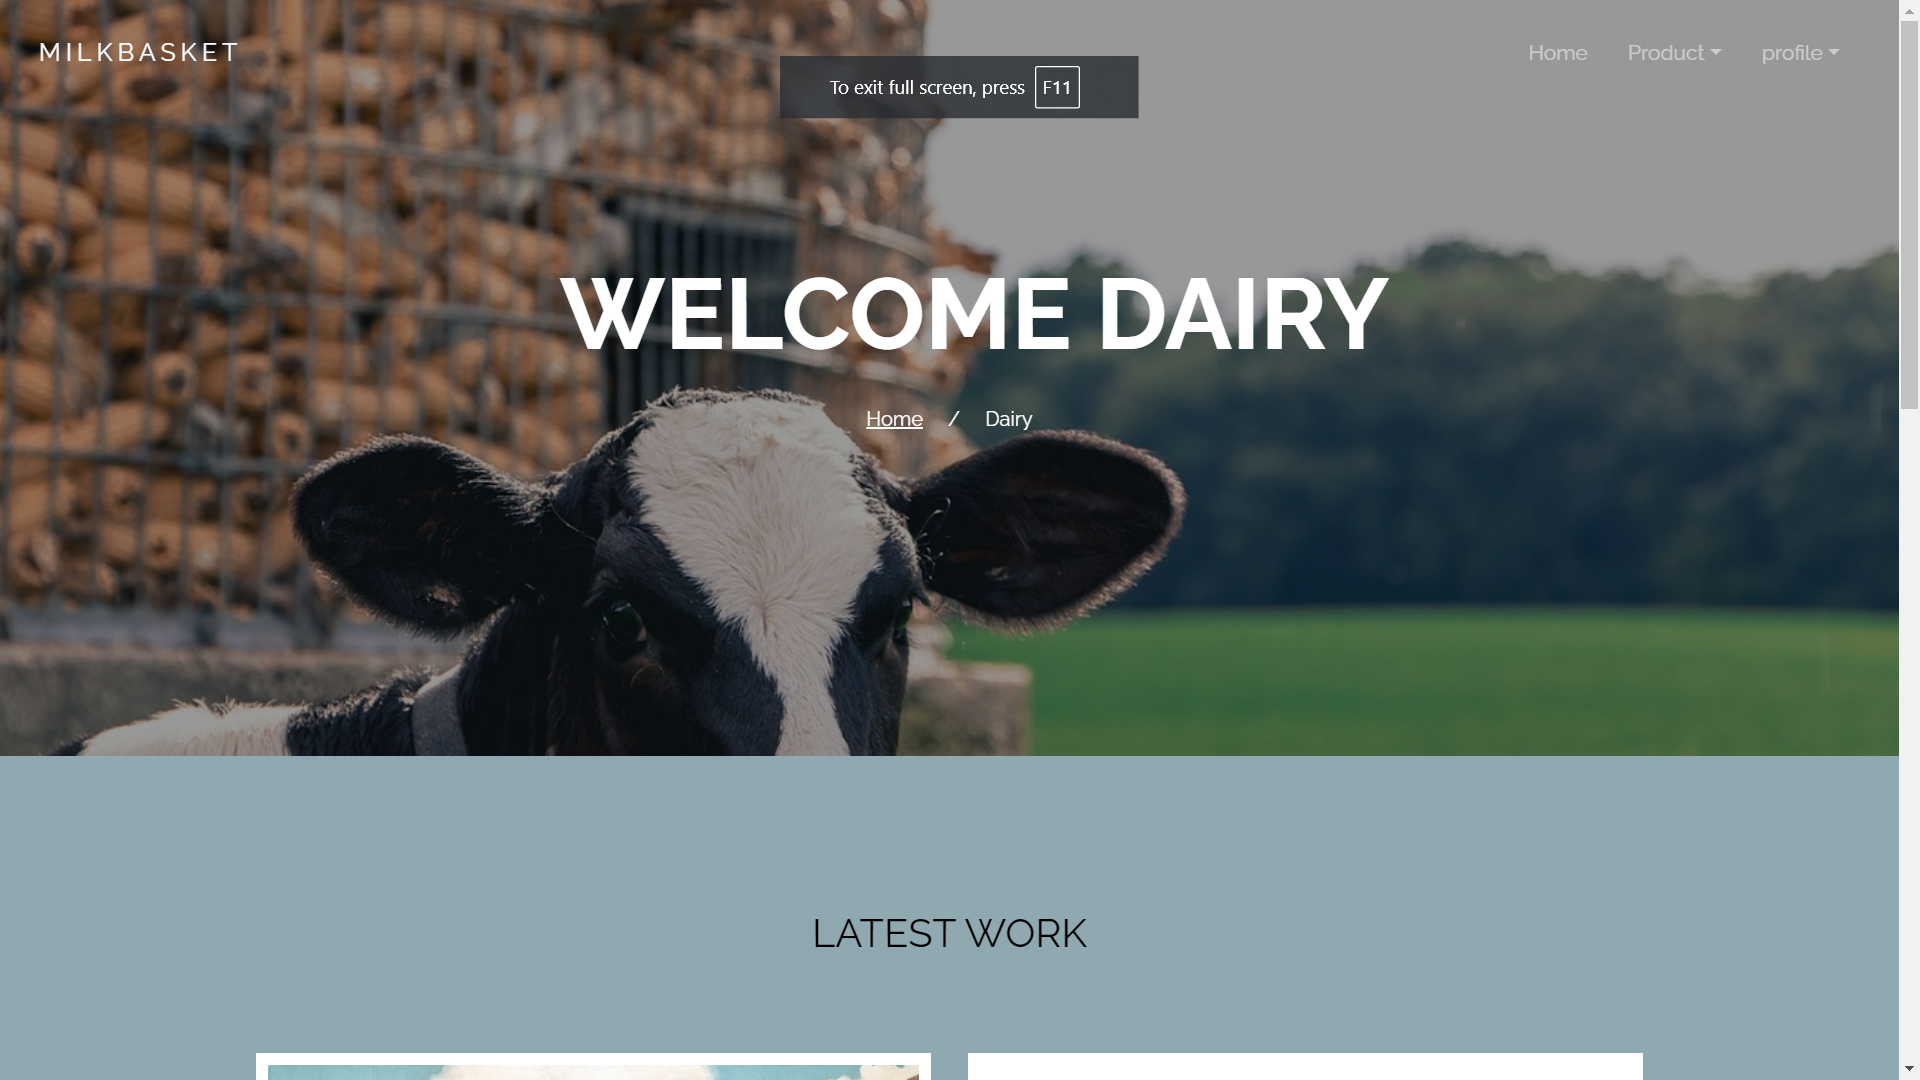 MILKBASKET
Home Product profile
To exit full screen, press F11
WELCOME DAIRY
Home / Dairy
LATEST WORK